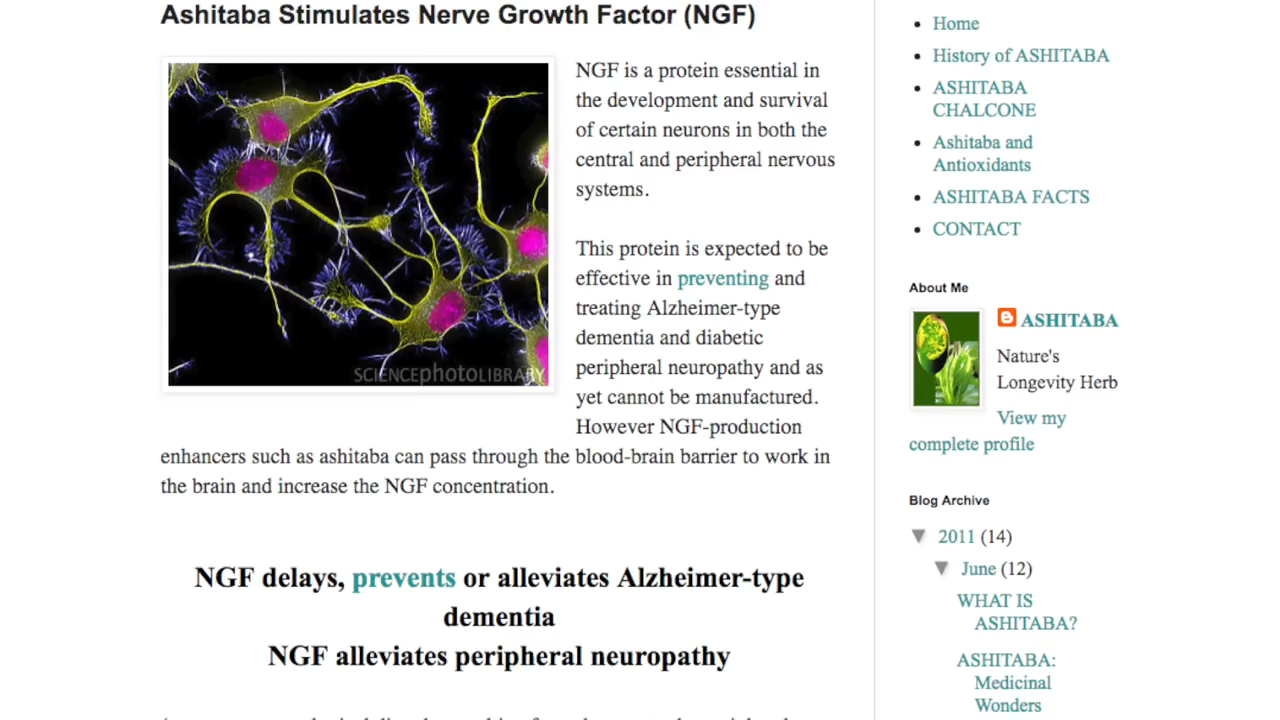 Ashitaba Stimulates Nerve Growth Factor (NGF)
NGF is a protein essential in
the development and survival
of certain neurons in both the
central and peripheral nervous
systems.
This protein is expected to be
effective in preventing and
treating Alzheimer-type
dementia and diabetic
peripheral neuropathy and as
yet cannot be manufactured.
However NGF-production
enhancers such as ashitaba can pass through the blood-brain barrier to work in
the brain and increase the NGF concentration.
SCIENCEphotoLIBRARY
NGF delays, prevents or alleviates Alzheimer-type
dementia
NGF alleviates peripheral neuropathy
Home
History of ASHITABA
ASHITABA
CHALCONE
Ashitaba and
Antioxidants
ASHITABA FACTS
CONTACT
About Me
ASHITABA
Nature's
Longevity Herb
View my
complete profile
Blog Archive
▼ 2011 (14)
▼ June (12)
WHAT IS
ASHITABA?
ASHITABA:
Medicinal
Wonders